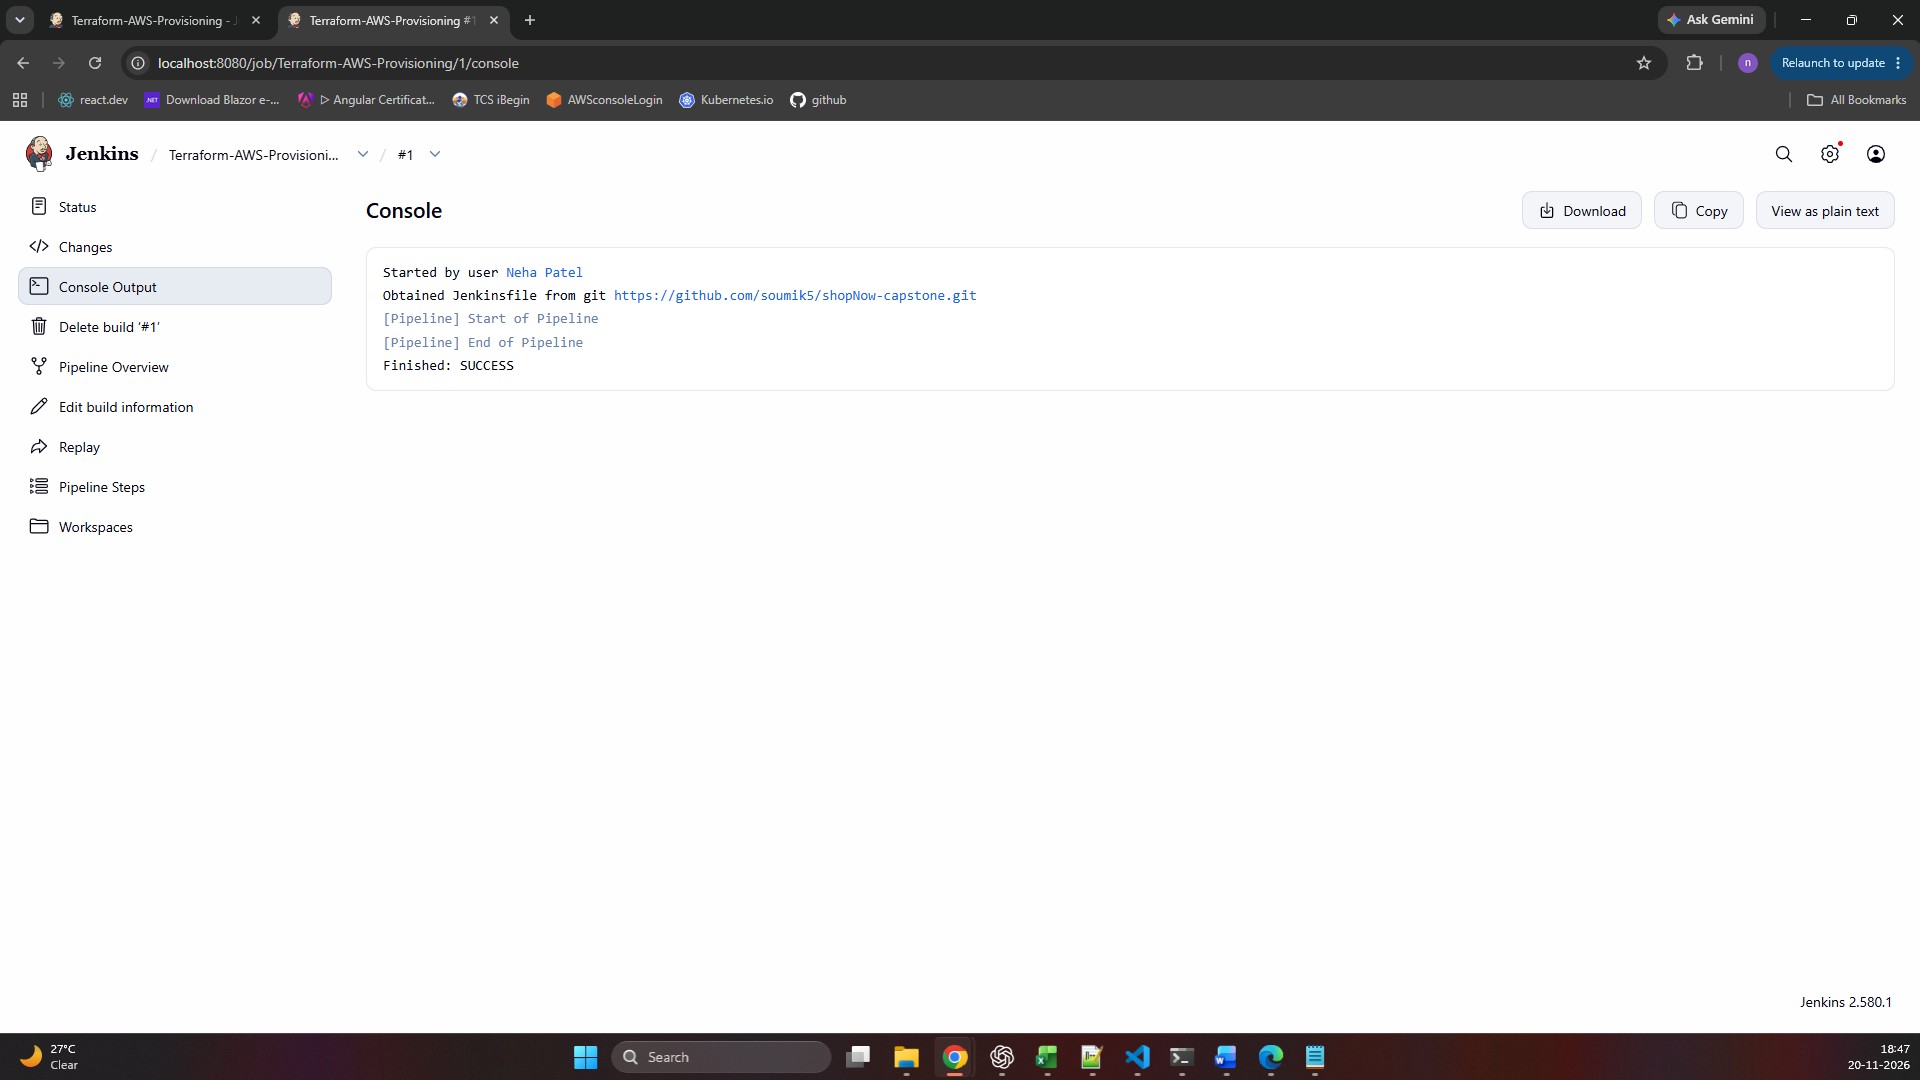 Terraform-AWS-Provisioning - J
Terraform-AWS-Provisioning #1
Ask Gemini
localhost:8080/job/Terraform-AWS-Provisioning/1/console
n
Relaunch to update
react.dev
.NET
Download Blazor e-...
▷ Angular Certificat...
TCS iBegin
AWSconsoleLogin
Kubernetes.io
github
All Bookmarks
Jenkins / Terraform-AWS-Provisioni... / #1
Status
Changes
Console Output
Delete build ‘#1’
Pipeline Overview
Edit build information
Replay
Pipeline Steps
Workspaces
Console
Download
Copy
View as plain text
Started by user Neha Patel
Obtained Jenkinsfile from git https://github.com/soumik5/shopNow-capstone.git
[Pipeline] Start of Pipeline
[Pipeline] End of Pipeline
Finished: SUCCESS
Jenkins 2.580.1
27°C
Clear
Search
18:47
20-11-2026